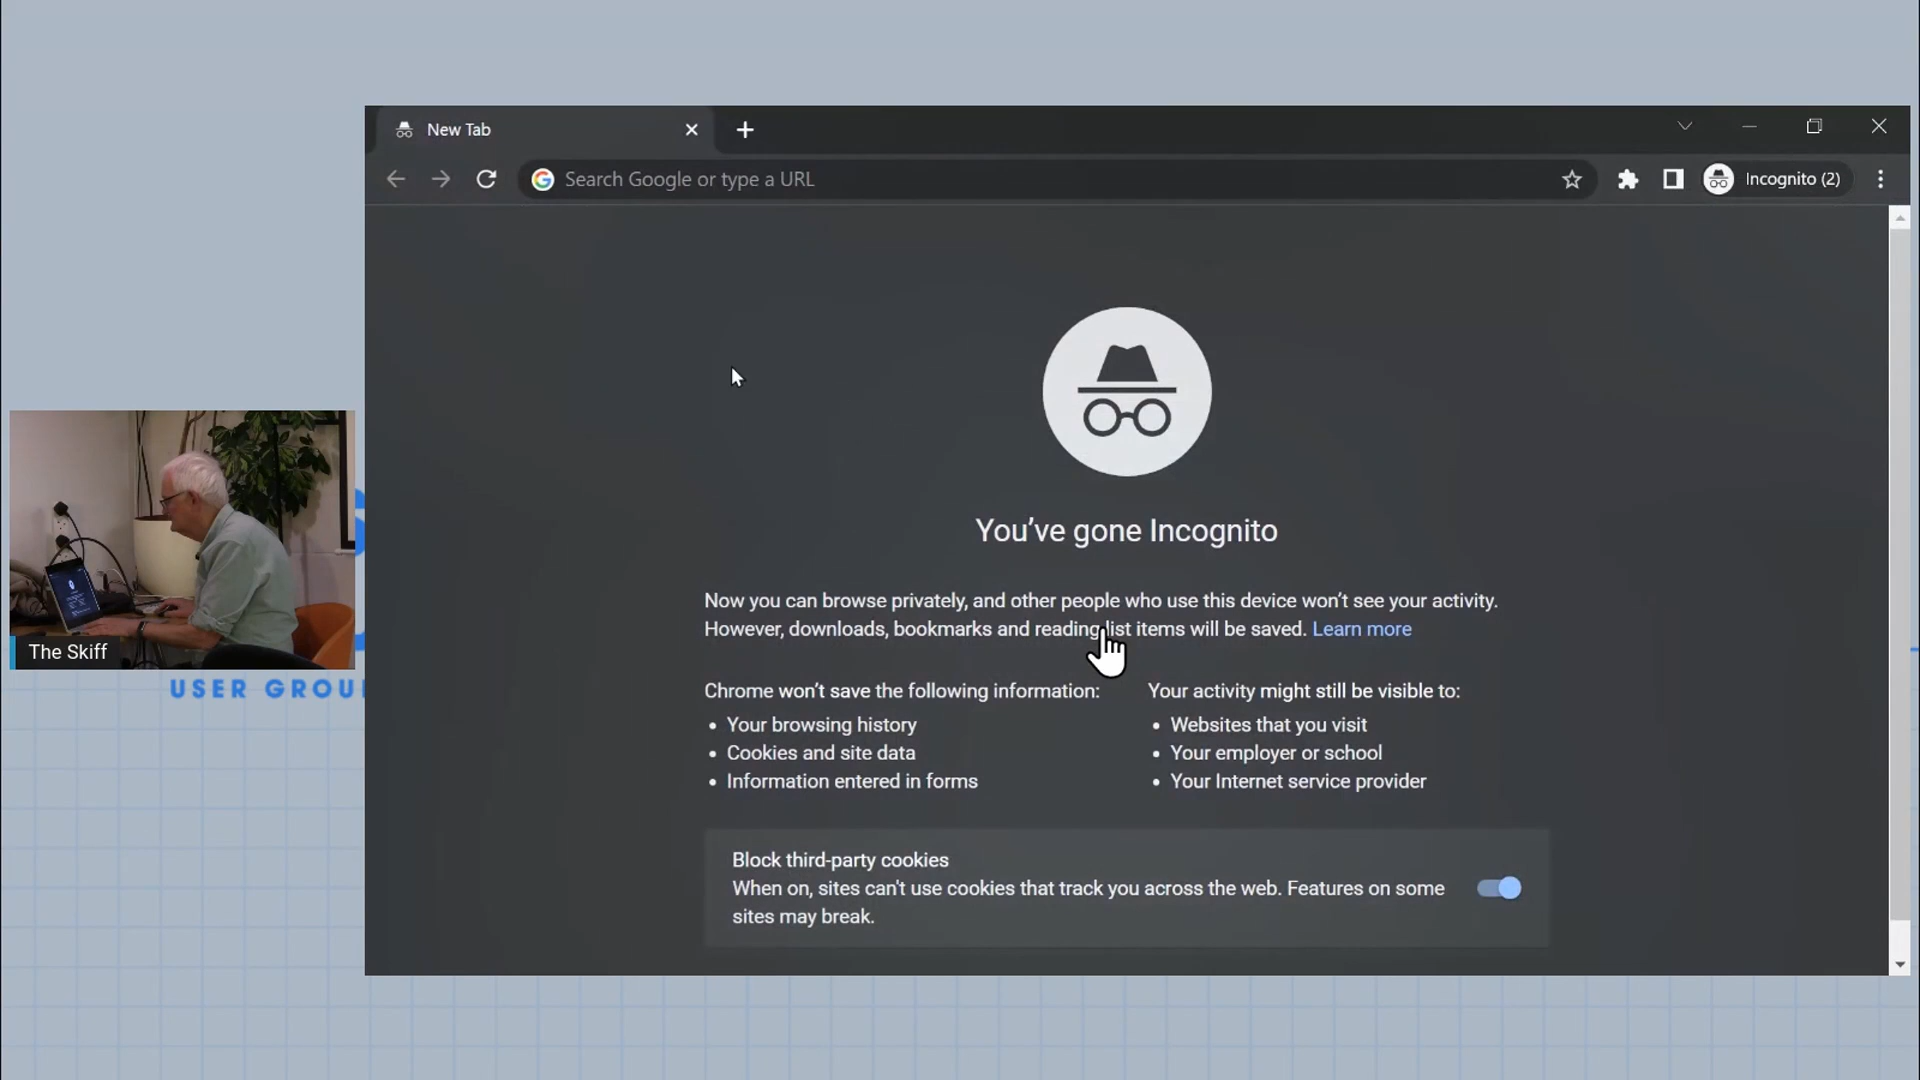 New Tab
Search Google or type a URL
Incognito (2)
You've gone Incognito
Now you can browse privately, and other people who use this device won't see your activity.
However, downloads, bookmarks and reading list items will be saved. Learn more
Chrome won't save the following information:
• Your browsing history
• Cookies and site data
• Information entered in forms
Your activity might still be visible to:
• Websites that you visit
• Your employer or school
• Your Internet service provider
Block third-party cookies
When on, sites can't use cookies that track you across the web. Features on some
sites may break.
The Skiff
USER GROU